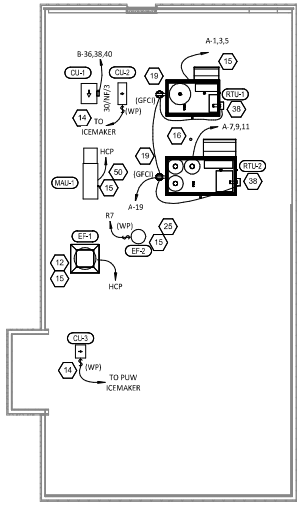 A-1,3,5
B-36,38,40
15
CU-1
CU-2
19
RTU-1
30/NF/3
(WP)
(GFCI)
38
14
TO
ICEMAKER
16
A-7,9,11
HCP
19
50
(GFCI)
RTU-2
MAU-1
15
38
A-19
R7
(WP)
25
EF-1
EF-2
15
12
15
HCP
CU-3
(WP)
14
TO PUW
ICEMAKER